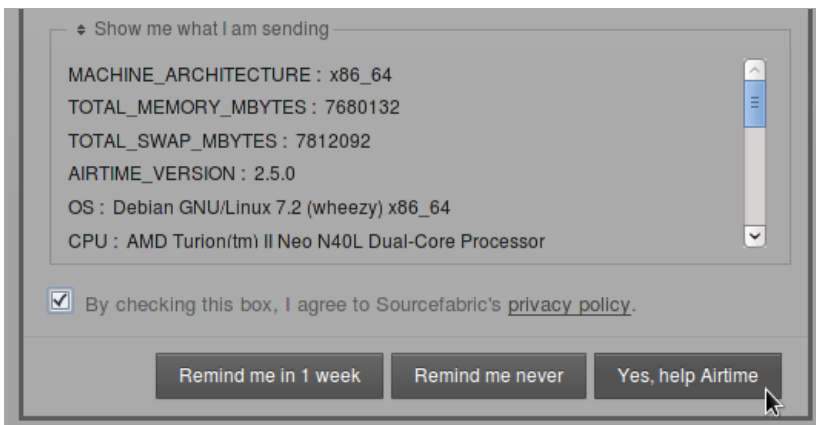 Show me what I am sending
MACHINE_ARCHITECTURE : x86_64
TOTAL_MEMORY_MBYTES : 7680132
TOTAL_SWAP_MBYTES : 7812092
AIRTIME_VERSION : 2.5.0
OS : Debian GNU/Linux 7.2 (wheezy) x86_64
CPU : AMD Turion(tm) II Neo N40L Dual-Core Processor
By checking this box, I agree to Sourcefabric's privacy policy.
Remind me in 1 week Remind me never Yes, help Airtime